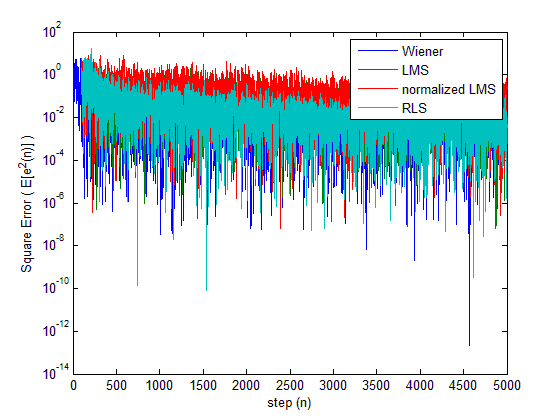 10^2
10^0
10^-2
10^-4
10^-6
10^-8
10^-10
10^-12
10^-14
Square Error ( E[e^2(n)] )
Wiener
LMS
normalized LMS
RLS
0 500 1000 1500 2000 2500 3000 3500 4000 4500 5000
step (n)